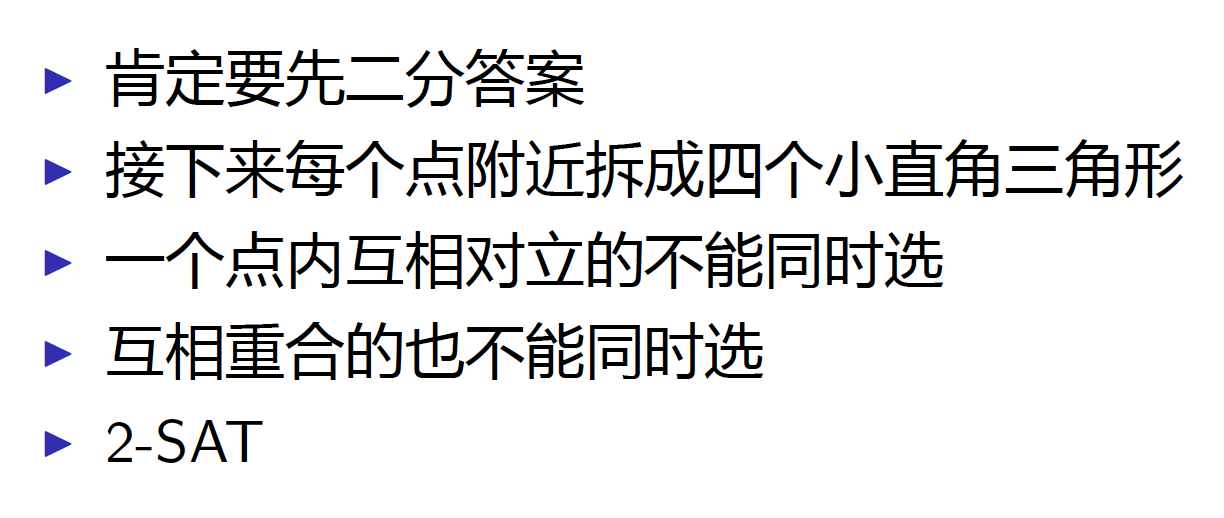 肯定要先二分答案
接下来每个点附近拆成四个小直角三角形
一个点内互相对立的不能同时选
互相重合的也不能同时选
2-SAT